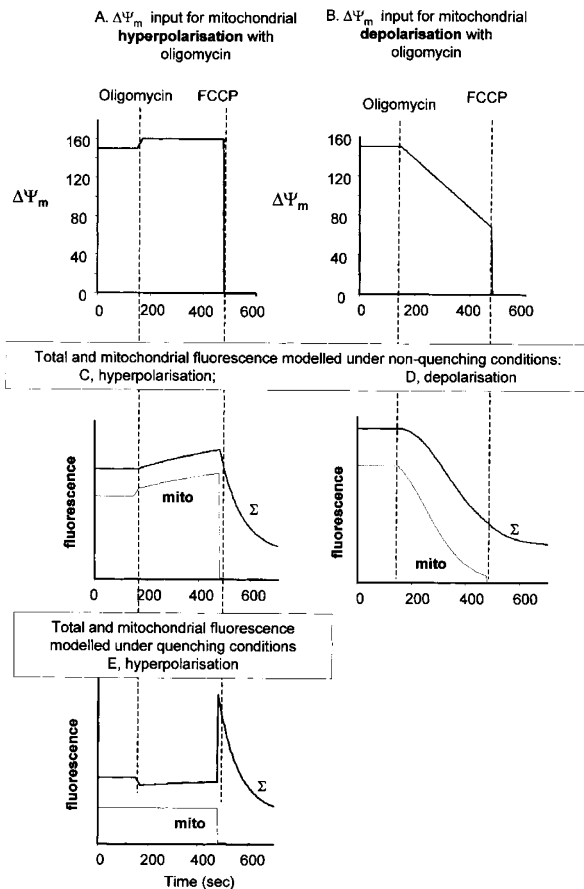 A. ΔΨm input for mitochondrial
hyperpolarisation with
oligomycin
B. ΔΨm input for mitochondrial
depolarisation with
oligomycin
Oligomycin FCCP
160
120
80
40
0
ΔΨm
0 200 400 600
Oligomycin FCCP
160
120
80
40
0
ΔΨm
0 200 400 600
Total and mitochondrial fluorescence modelled under non-quenching conditions:
C, hyperpolarisation; D, depolarisation
fluorescence
mito
Σ
0 200 400 600
fluorescence
mito
Σ
0 200 400 600
Total and mitochondrial fluorescence
modelled under quenching conditions
E, hyperpolarisation
fluorescence
Σ
mito
0 200 400 600
Time (sec)